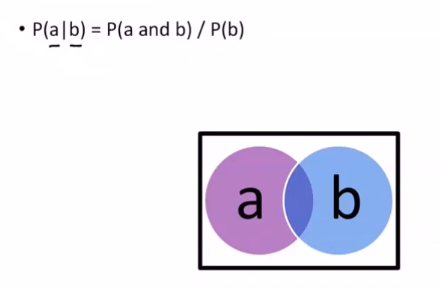 • P(a|b) = P(a and b) / P(b)
a b